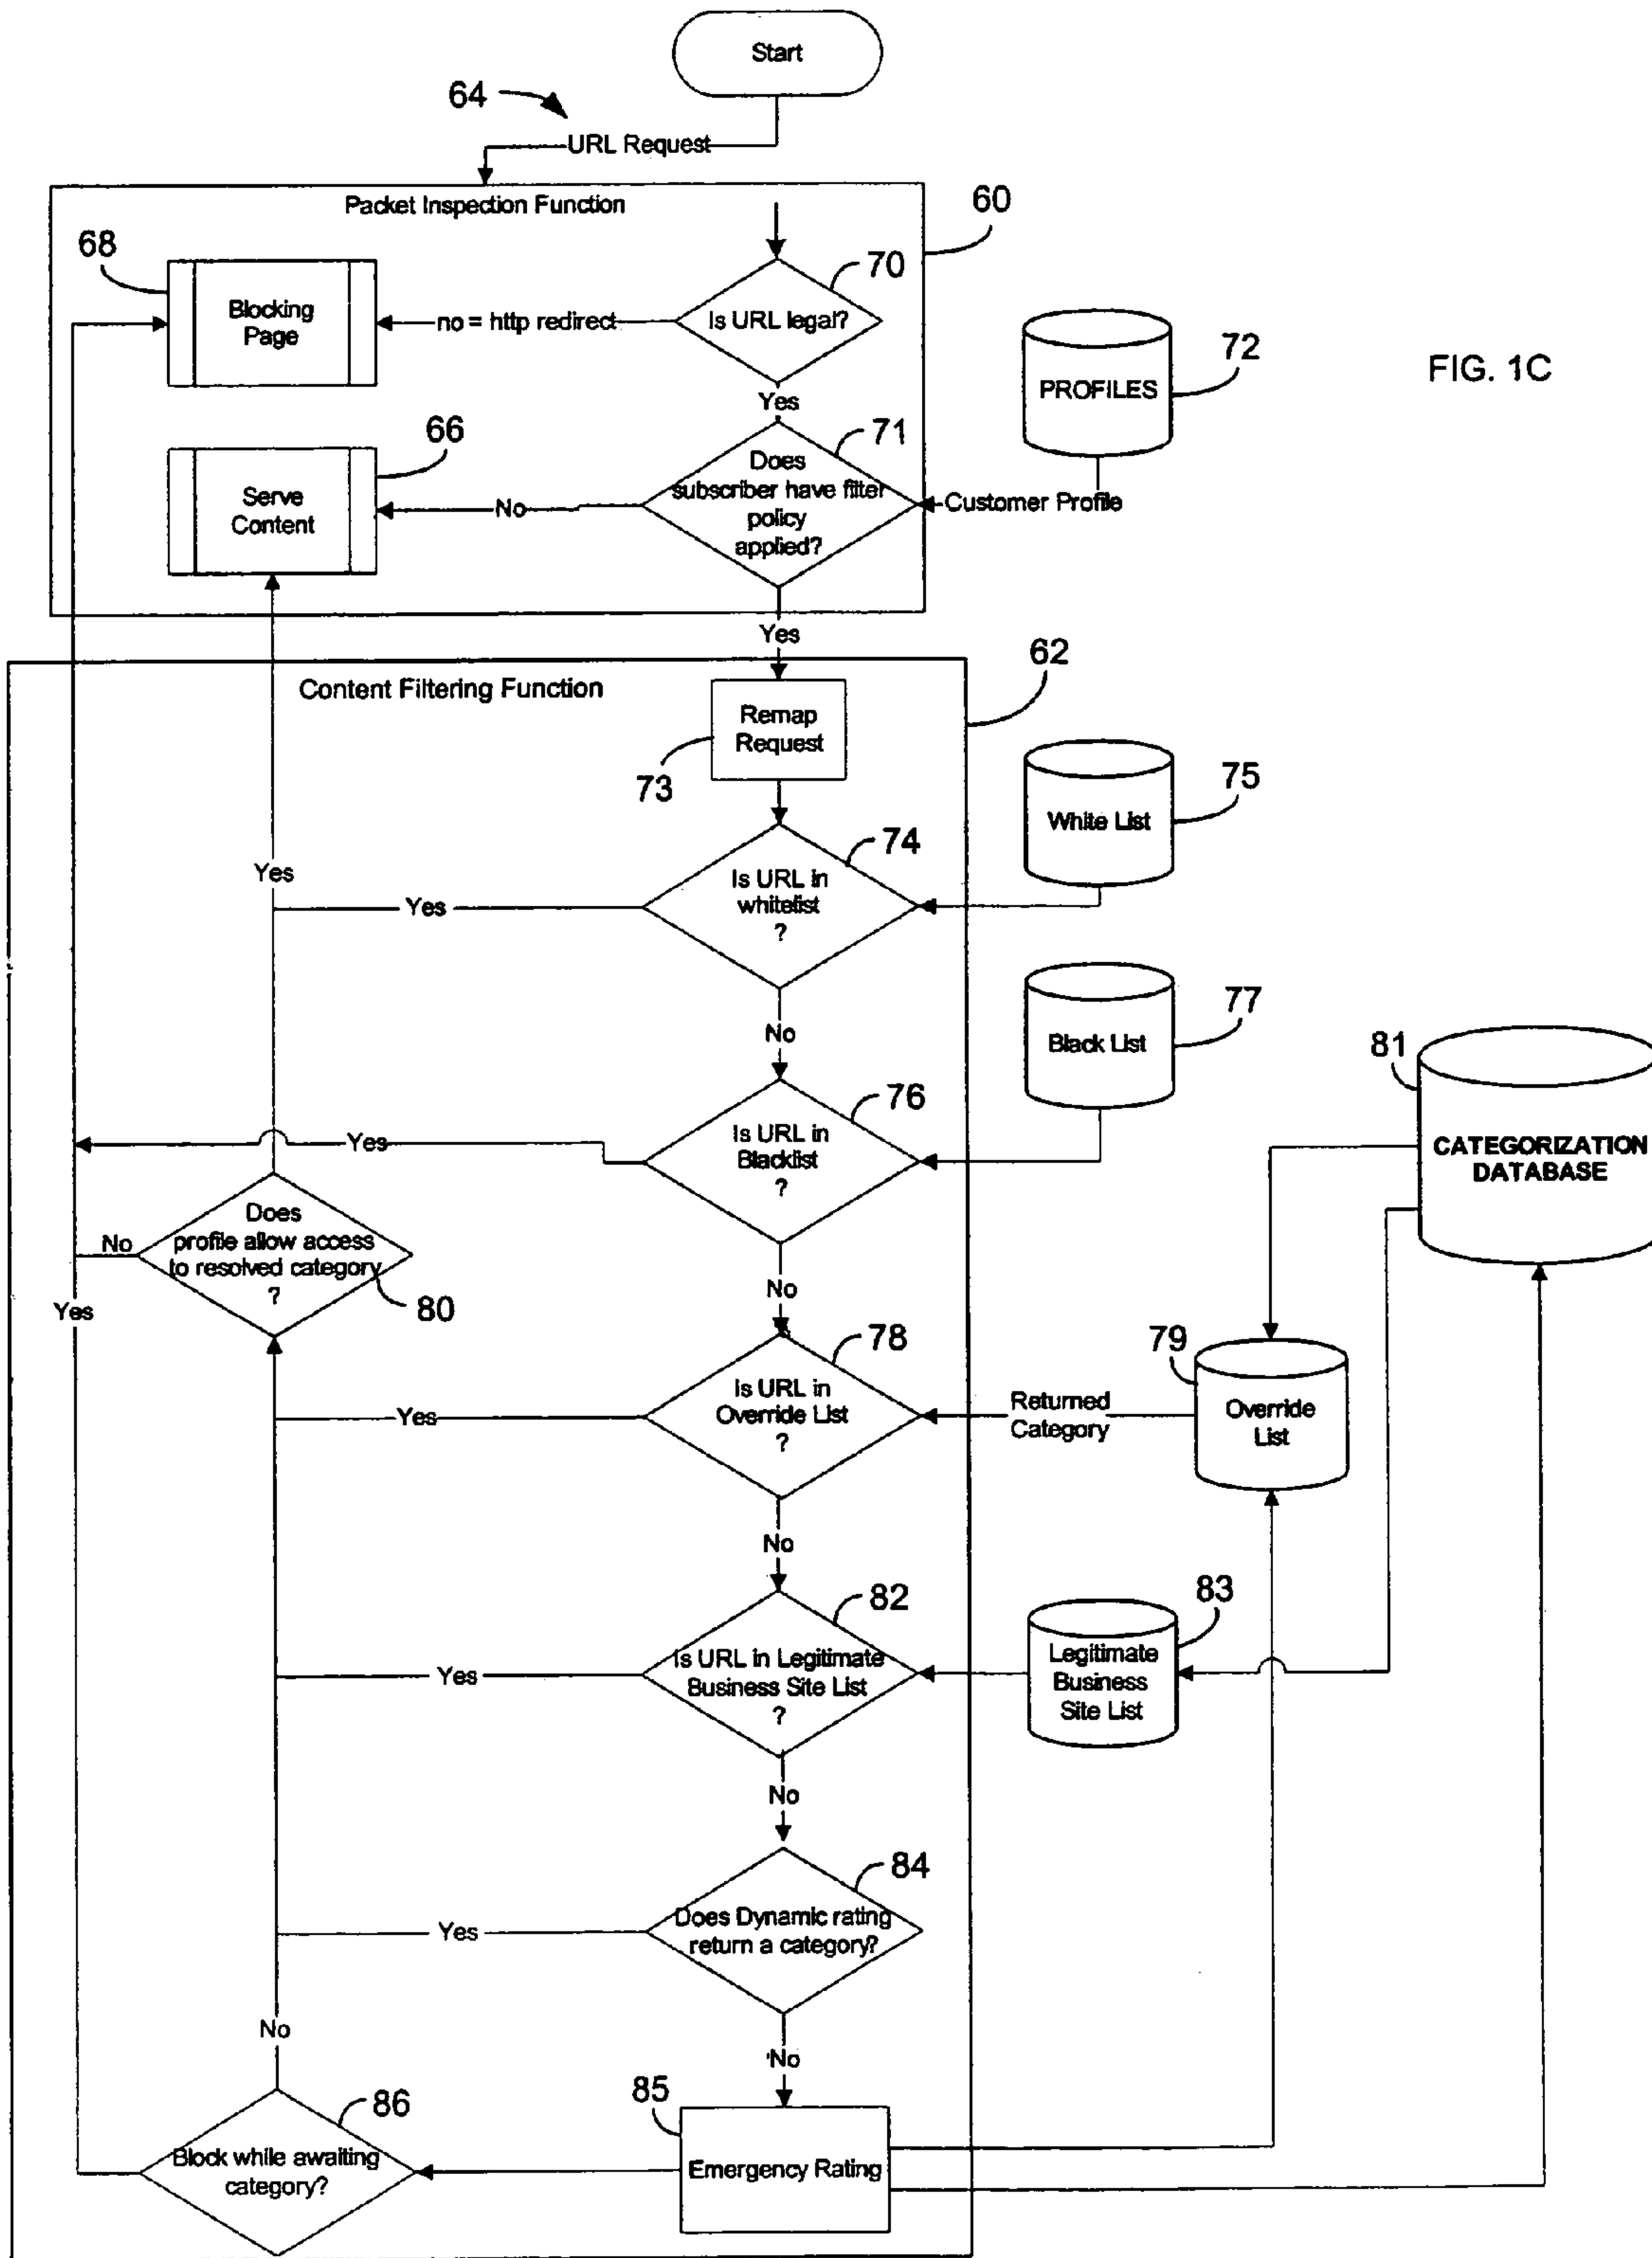 Start
64
URL Request
Packet Inspection Function
60
68
70
Blocking
Page
no = http redirect
Is URL legal?
72
PROFILES
FIG. 1C
Yes
66
71
Serve
Content
No
Does
subscriber have filter
policy
applied?
Customer Profile
Yes
62
Content Filtering Function
Remap
Request
73
75
White List
74
Yes
Is URL in
whitelist
?
Yes
77
Black List
No
81
CATEGORIZATION
DATABASE
76
Yes
Is URL in
Blacklist
?
Does
profile allow access
to resolved category
?
No
80
Yes
No
78
79
Is URL in
Override List
?
Yes
Returned
Category
Override
List
No
82
83
Is URL in Legitimate
Business Site List
?
Yes
Legitimate
Business
Site List
No
84
Does Dynamic rating
return a category?
Yes
No
No
86
85
Block while awaiting
category?
Emergency Rating